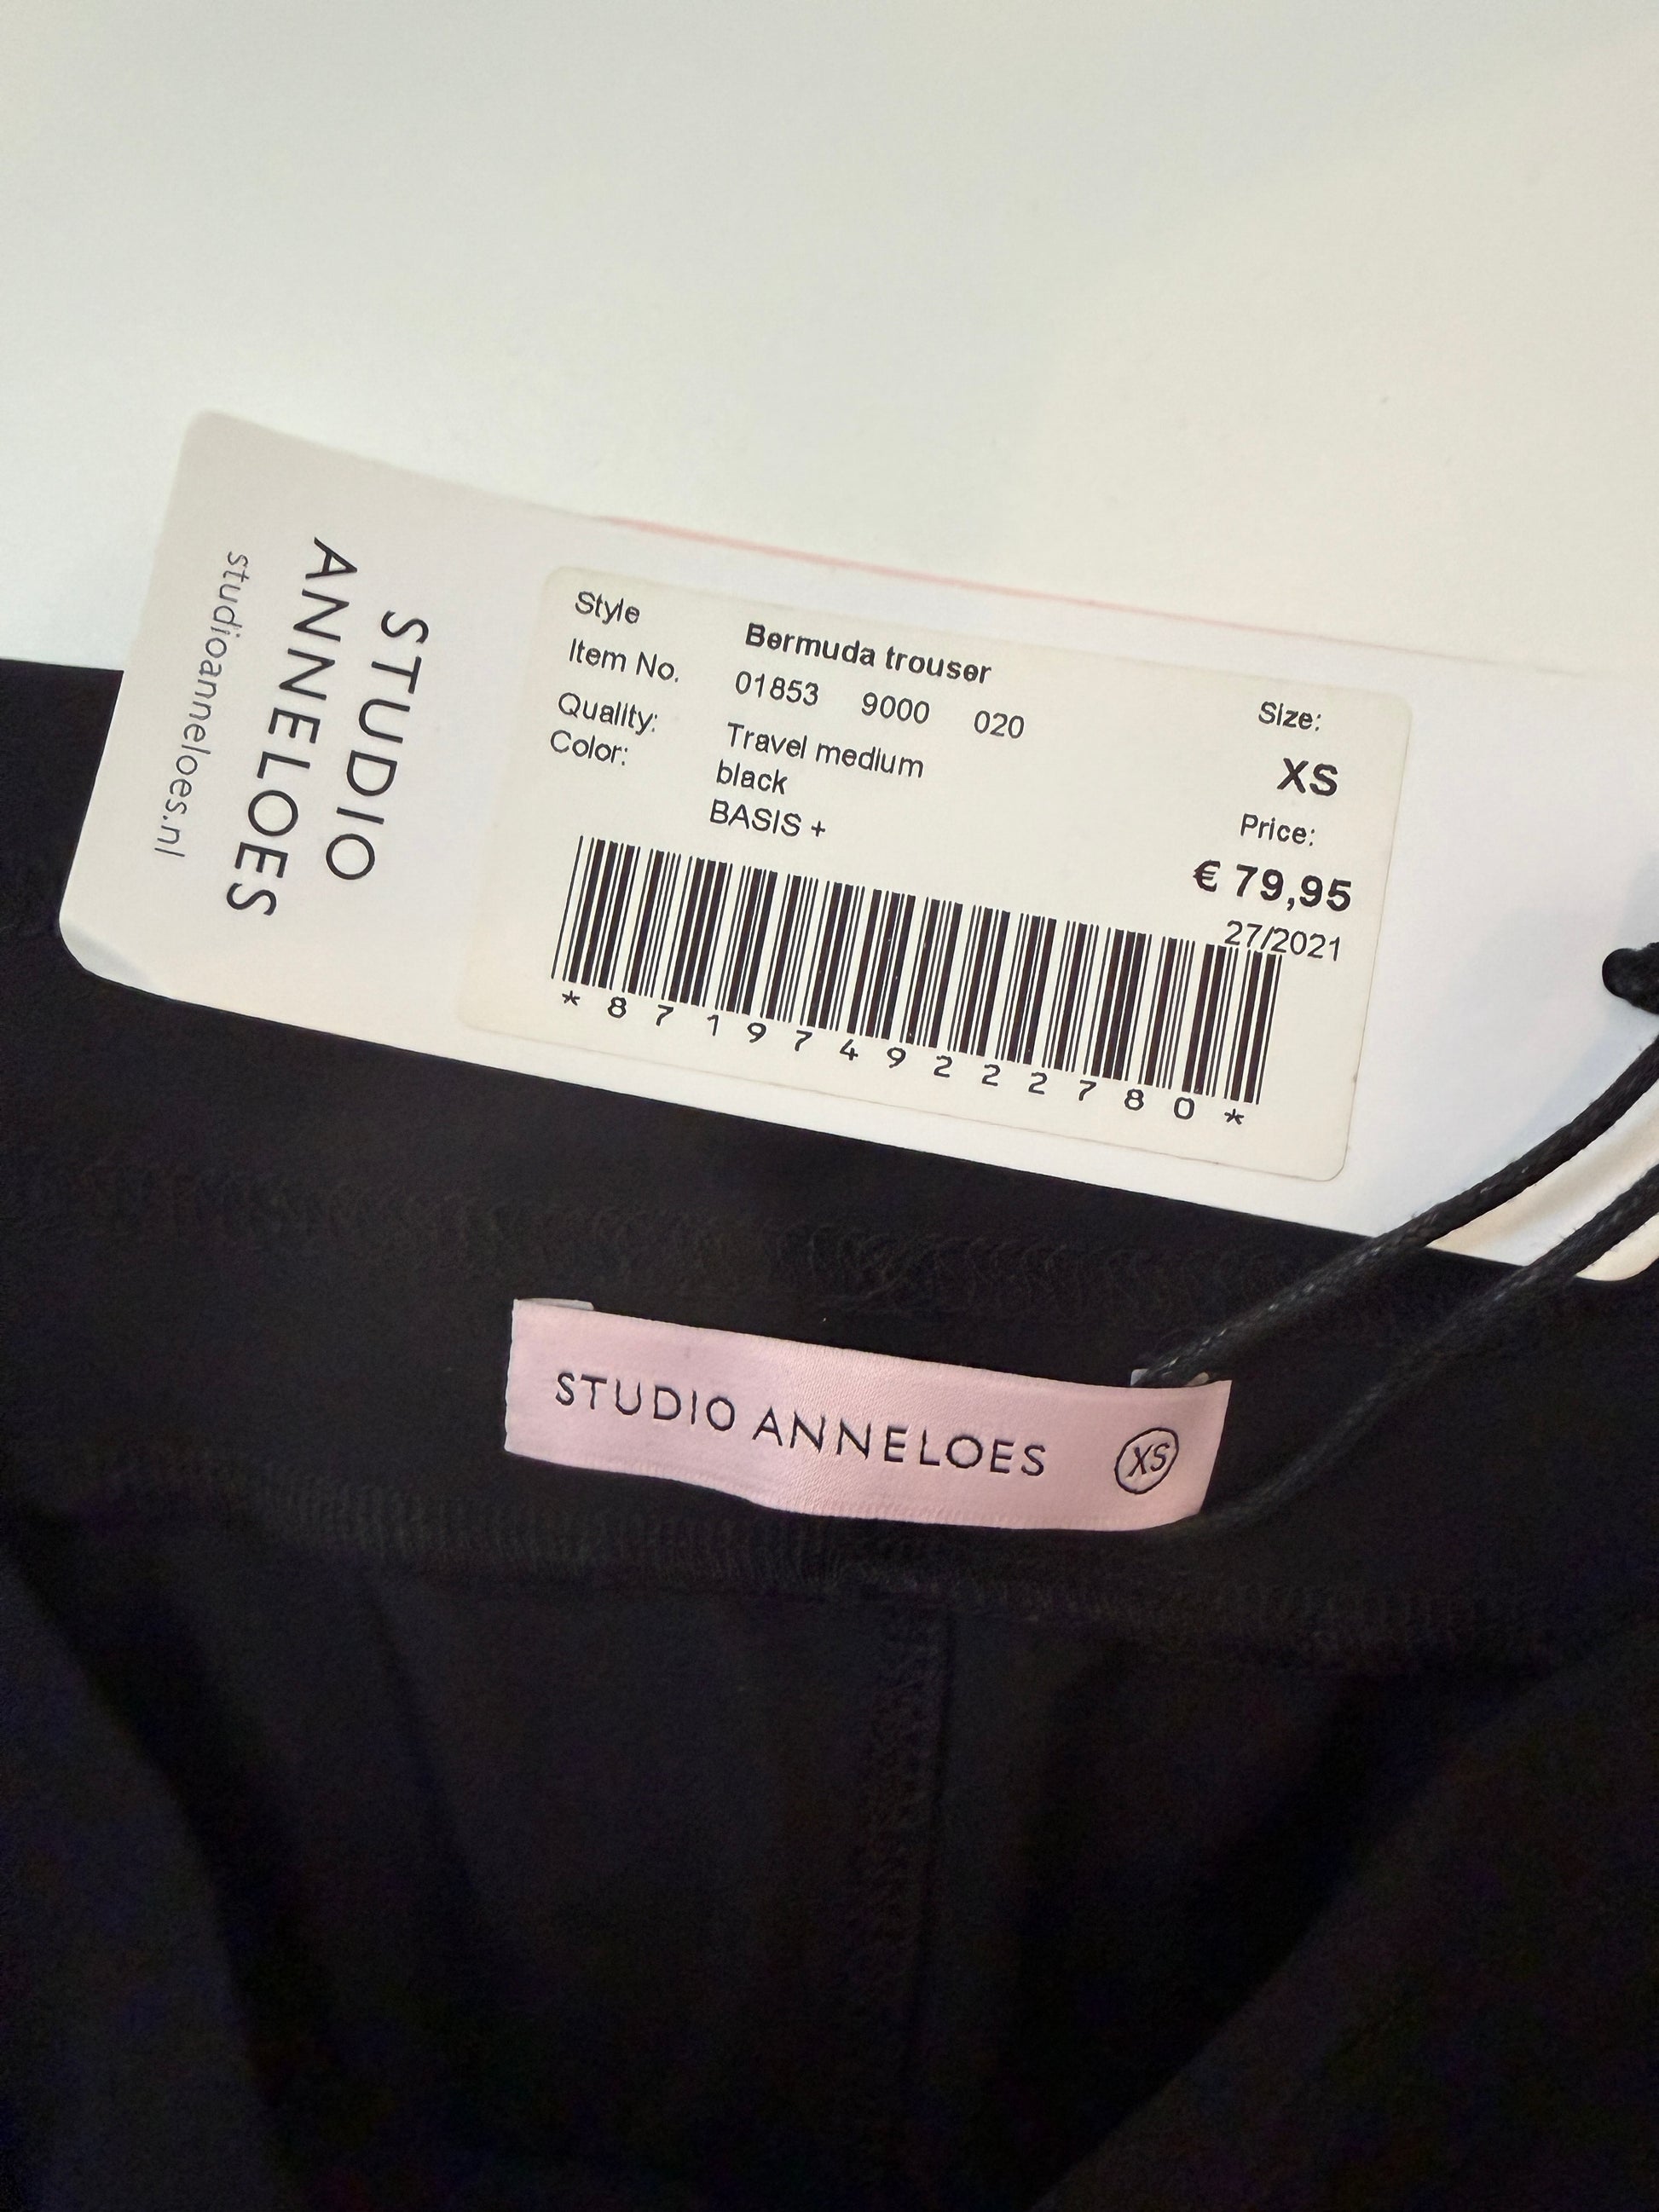 STUDIO
ANNELOES
studioanneloes.nl
Style Bermuda trouser
Item No. 01853 9000 020
Quality: Travel medium
Color: black
BASIS +
Size:
XS
Price:
€ 79,95
27/2021
*8719749222780*
STUDIO ANNELOES XS